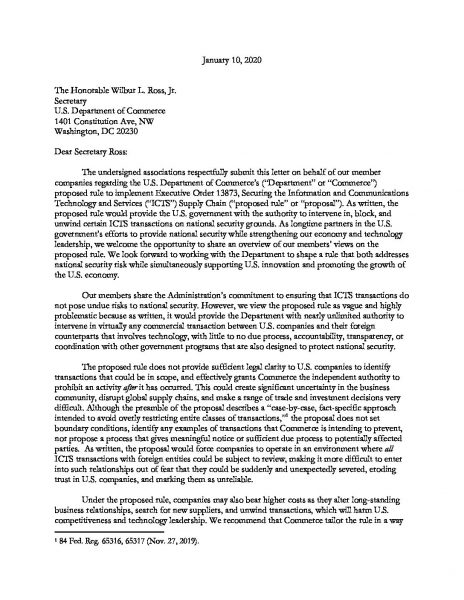 January 10, 2020
The Honorable Wilbur L. Ross, Jr.
Secretary
U.S. Department of Commerce
1401 Constitution Ave, NW
Washington, DC 20230
Dear Secretary Ross:
The undersigned associations respectfully submit this letter on behalf of our member
companies regarding the U.S. Department of Commerce's ("Department" or "Commerce")
proposed rule to implement Executive Order 13873, Securing the Information and Communications
Technology and Services ("ICTS") Supply Chain ("proposed rule" or "proposal"). As written, the
proposed rule would provide the U.S. government with the authority to intervene in, block, and
unwind certain ICTS transactions on national security grounds. As longtime partners in the U.S.
government's efforts to provide national security while strengthening our economy and technology
leadership, we welcome the opportunity to share an overview of our members' views on the
proposed rule. We look forward to working with the Department to shape a rule that both addresses
national security risk while simultaneously supporting U.S. innovation and promoting the growth of
the U.S. economy.
Our members share the Administration's commitment to ensuring that ICTS transactions do
not pose undue risks to national security. However, we view the proposed rule as vague and highly
problematic because as written, it would provide the Department with nearly unlimited authority to
intervene in virtually any commercial transaction between U.S. companies and their foreign
counterparts that involves technology, with little to no due process, accountability, transparency, or
coordination with other government programs that are also designed to protect national security.
The proposed rule does not provide sufficient legal clarity to U.S. companies to identify
transactions that could be in scope, and effectively grants Commerce the independent authority to
prohibit an activity after it has occurred. This could create significant uncertainty in the business
community, disrupt global supply chains, and make a range of trade and investment decisions very
difficult. Although the preamble of the proposal describes a "case-by-case, fact-specific approach
intended to avoid overly restricting entire classes of transactions,"¹ the proposal does not set
boundary conditions, identify any examples of transactions that Commerce is intending to prevent,
nor propose a process that gives meaningful notice or sufficient due process to potentially affected
parties. As written, the proposal would force companies to operate in an environment where all
ICTS transactions with foreign entities could be subject to review, making it more difficult to enter
into such relationships out of fear that they could be suddenly and unexpectedly severed, eroding
trust in U.S. companies, and marking them as unreliable.
Under the proposed rule, companies may also bear higher costs as they alter long-standing
business relationships, search for new suppliers, and unwind transactions, which will harm U.S.
competitiveness and technology leadership. We recommend that Commerce tailor the rule in a way
¹ 84 Fed. Reg. 65316, 65317 (Nov. 27, 2019).